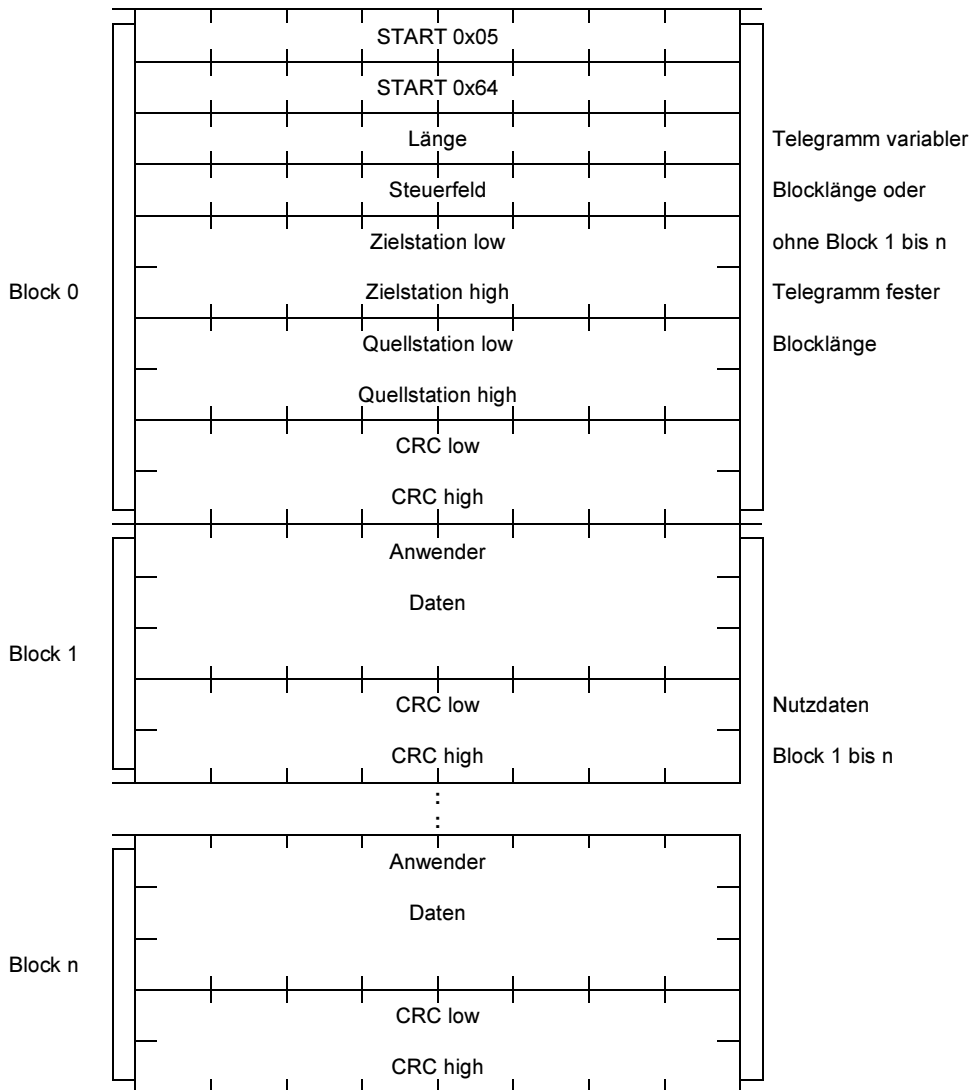 START 0x05
START 0x64
Länge
Telegramm variabler
Steuerfeld
Blocklänge oder
Zielstation low
ohne Block 1 bis n
Block 0
Zielstation high
Telegramm fester
Quellstation low
Blocklänge
Quellstation high
CRC low
CRC high
Anwender
Daten
Block 1
CRC low
Nutzdaten
CRC high
Block 1 bis n
:
:
Anwender
Daten
Block n
CRC low
CRC high